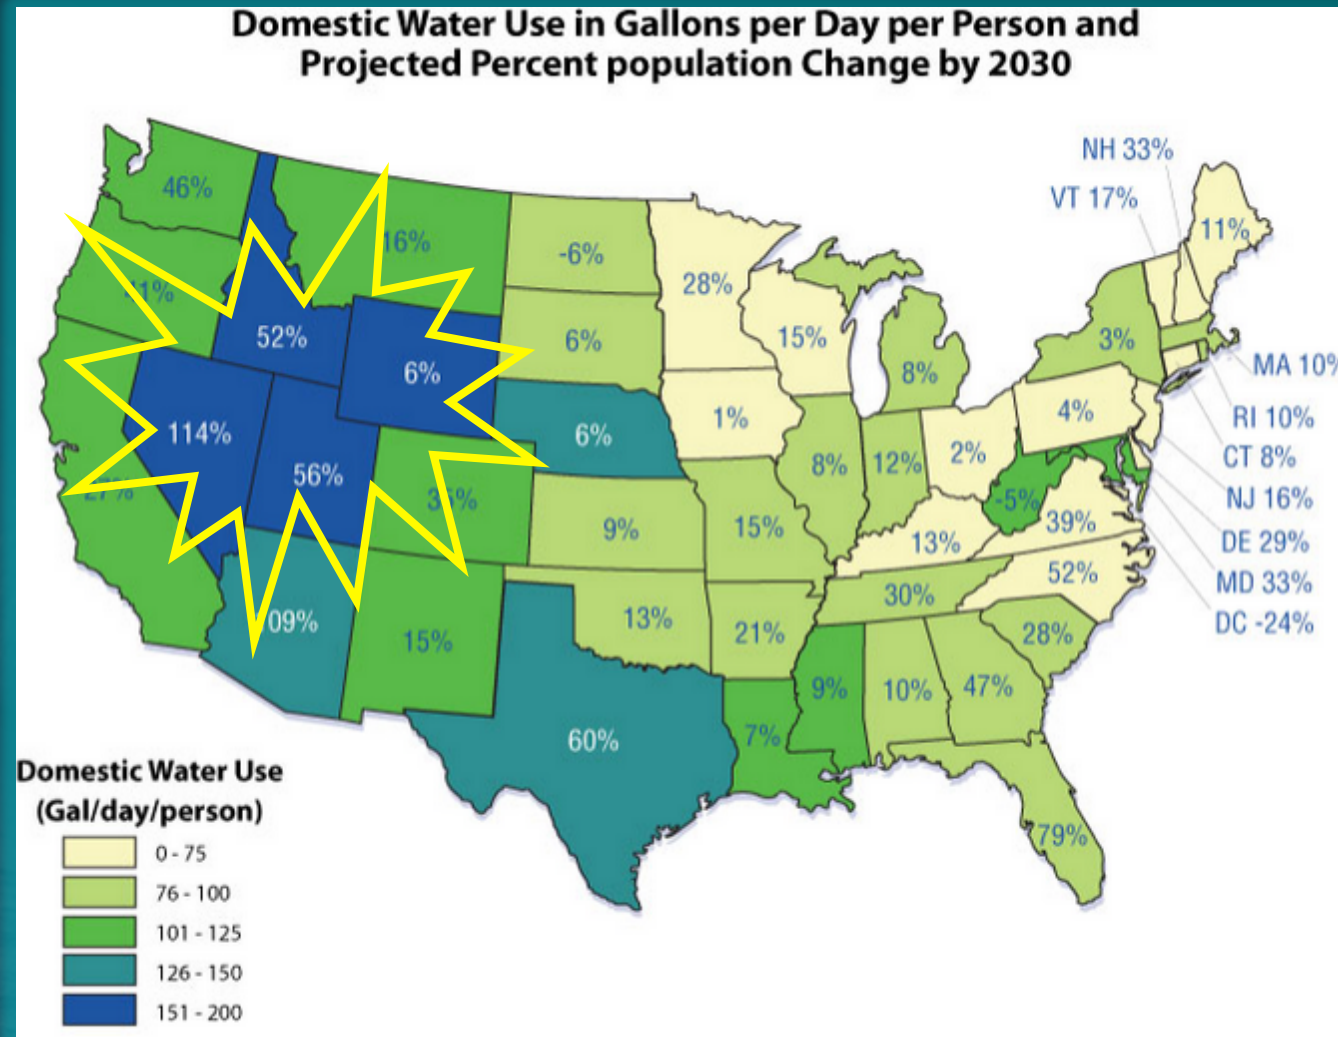 Domestic Water Use in Gallons per Day per Person and
Projected Percent population Change by 2030
NH 33%
VT 17%
46%
11%
16%
-6%
28%
41%
52%
6%
6%
15%
8%
3%
MA 10%
114%
56%
6%
1%
8%
12%
2%
4%
RI 10%
CT 8%
27%
9%
15%
-5%
39%
NJ 16%
13%
52%
DE 29%
MD 33%
DC -24%
09%
15%
13%
21%
30%
28%
9%
10%
47%
60%
7%
79%
Domestic Water Use
(Gal/day/person)
0 - 75
76 - 100
101 - 125
126 - 150
151 - 200